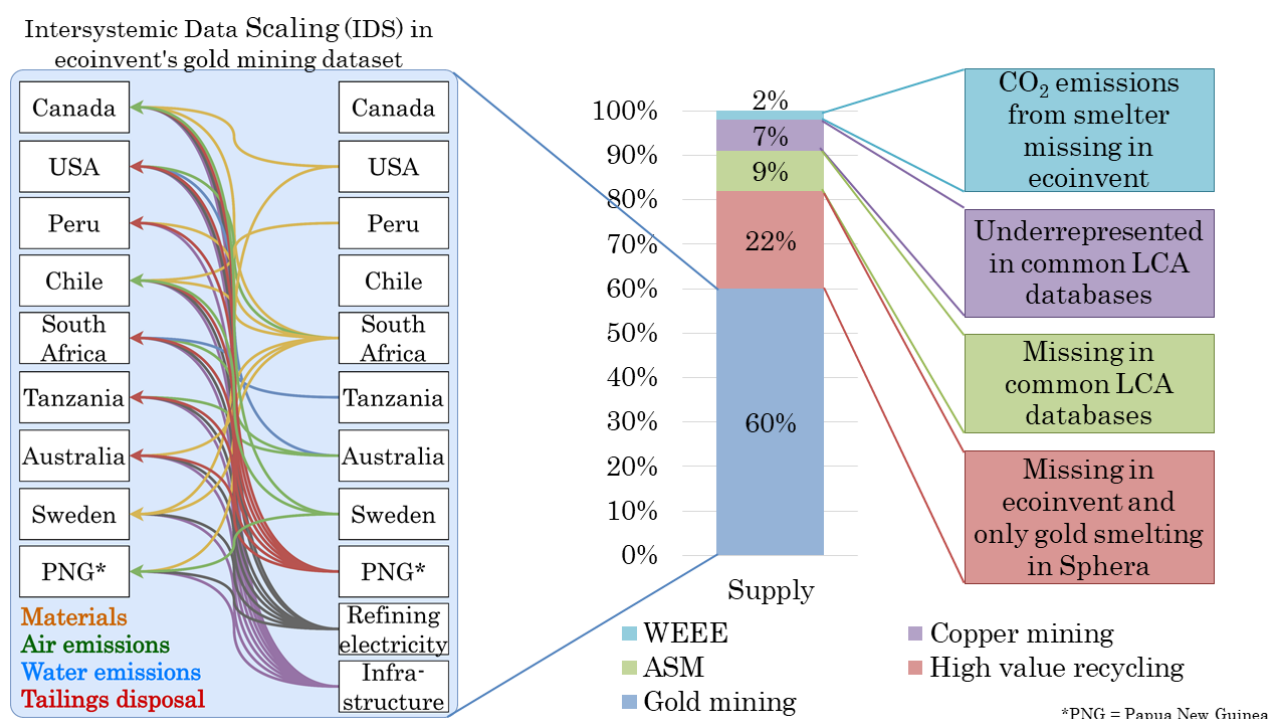 Intersystemic Data Scaling (IDS) in
ecoinvent's gold mining dataset
Canada
USA
Peru
Chile
South
Africa
Tanzania
Australia
Sweden
PNG*
Materials
Air emissions
Water emissions
Tailings disposal
Canada
USA
Peru
Chile
South
Africa
Tanzania
Australia
Sweden
PNG*
Refining
electricity
Infra-
structure
100%
90%
80%
70%
60%
50%
40%
30%
20%
10%
0%
2%
7%
9%
22%
60%
Supply
CO₂ emissions
from smelter
missing in
ecoinvent
Underrepresented
in common LCA
databases
Missing in
common LCA
databases
Missing in
ecoinvent and
only gold smelting
in Sphera
WEEE
Copper mining
ASM
High value recycling
Gold mining
*PNG = Papua New Guinea